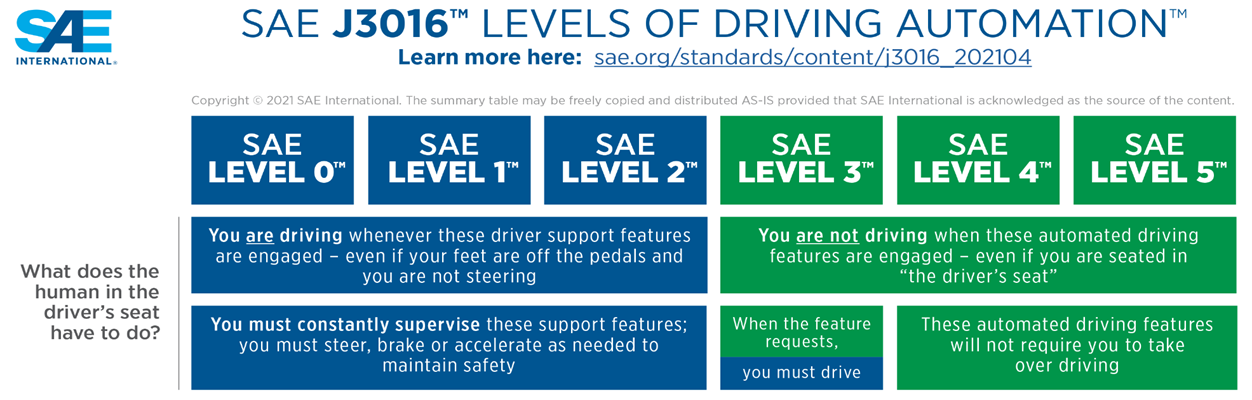 SAE
INTERNATIONAL®
SAE J3016™ LEVELS OF DRIVING AUTOMATION™
Learn more here: sae.org/standards/content/j3016_202104
Copyright © 2021 SAE International. The summary table may be freely copied and distributed AS-IS provided that SAE International is acknowledged as the source of the content.
SAE
LEVEL 0™
SAE
LEVEL 1™
SAE
LEVEL 2™
SAE
LEVEL 3™
SAE
LEVEL 4™
SAE
LEVEL 5™
What does the
human in the
driver's seat
have to do?
You are driving whenever these driver support features
are engaged – even if your feet are off the pedals and
you are not steering
You are not driving when these automated driving
features are engaged – even if you are seated in
“the driver's seat”
You must constantly supervise these support features;
you must steer, brake or accelerate as needed to
maintain safety
When the feature
requests,
you must drive
These automated driving features
will not require you to take
over driving